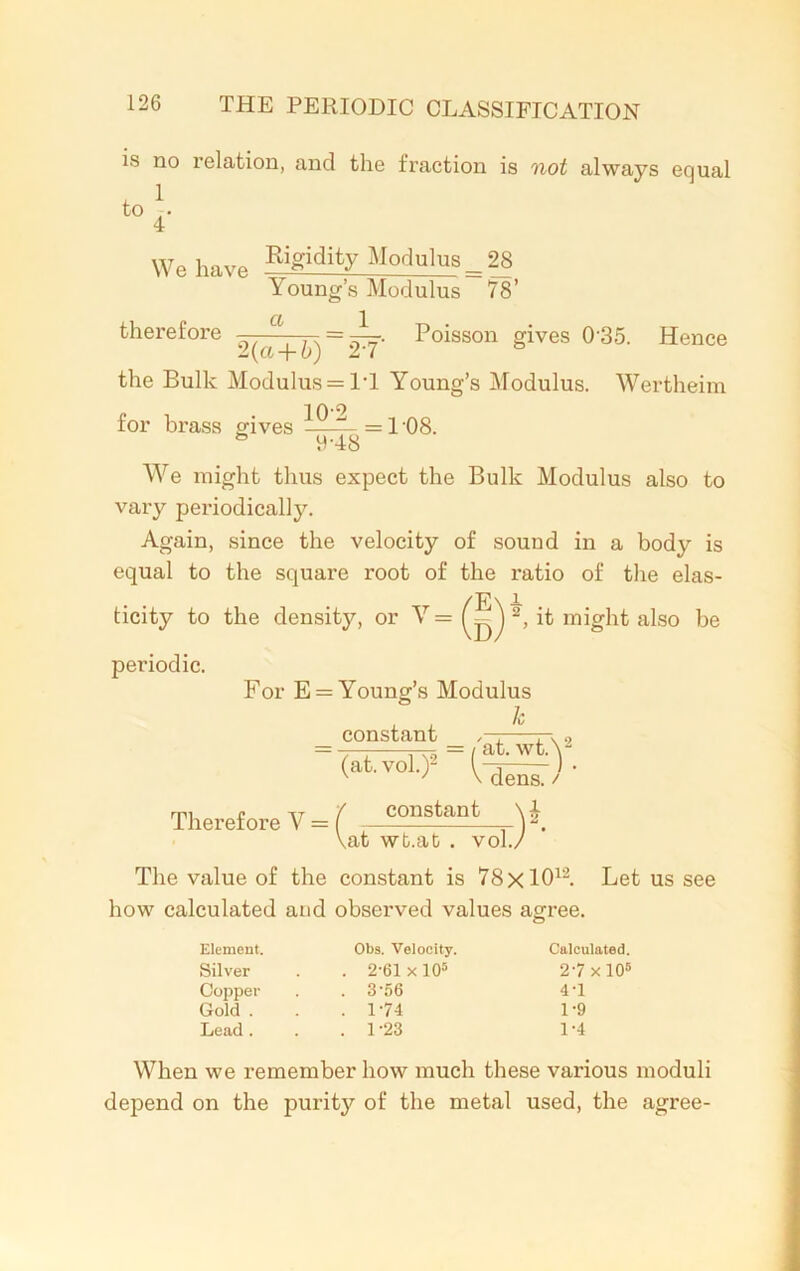 126 THE PERIODIC CLASSIFICATION
is no relation, and the fraction is not always equal
to 1/4.
We have Rigidity Modulus / Young's Modulus = 28/78,
therefore a/2(a+b) = 1/2·7. Poisson gives 0·35. Hence
the Bulk Modulus = 1·1 Young's Modulus. Wertheim
for brass gives 10·2/9·48 = 1·08.
We might thus expect the Bulk Modulus also to
vary periodically.
Again, since the velocity of sound in a body is
equal to the square root of the ratio of the elas-
ticity to the density, or V = (E/D)^1/2, it might also be
periodic.
For E = Young's Modulus
= constant/(at. vol.)² = k/(at. wt./dens.)².
Therefore V = (constant/at wt.at . vol.)^1/2.
The value of the constant is 78 x 10¹². Let us see
how calculated and observed values agree.
Element. Obs. Velocity. Calculated.
Silver . . 2·61 x 10⁵ 2·7 x 10⁵
Copper . . 3·56 4·1
Gold . . . 1·74 1·9
Lead . . . 1·23 1·4
When we remember how much these various moduli
depend on the purity of the metal used, the agree-